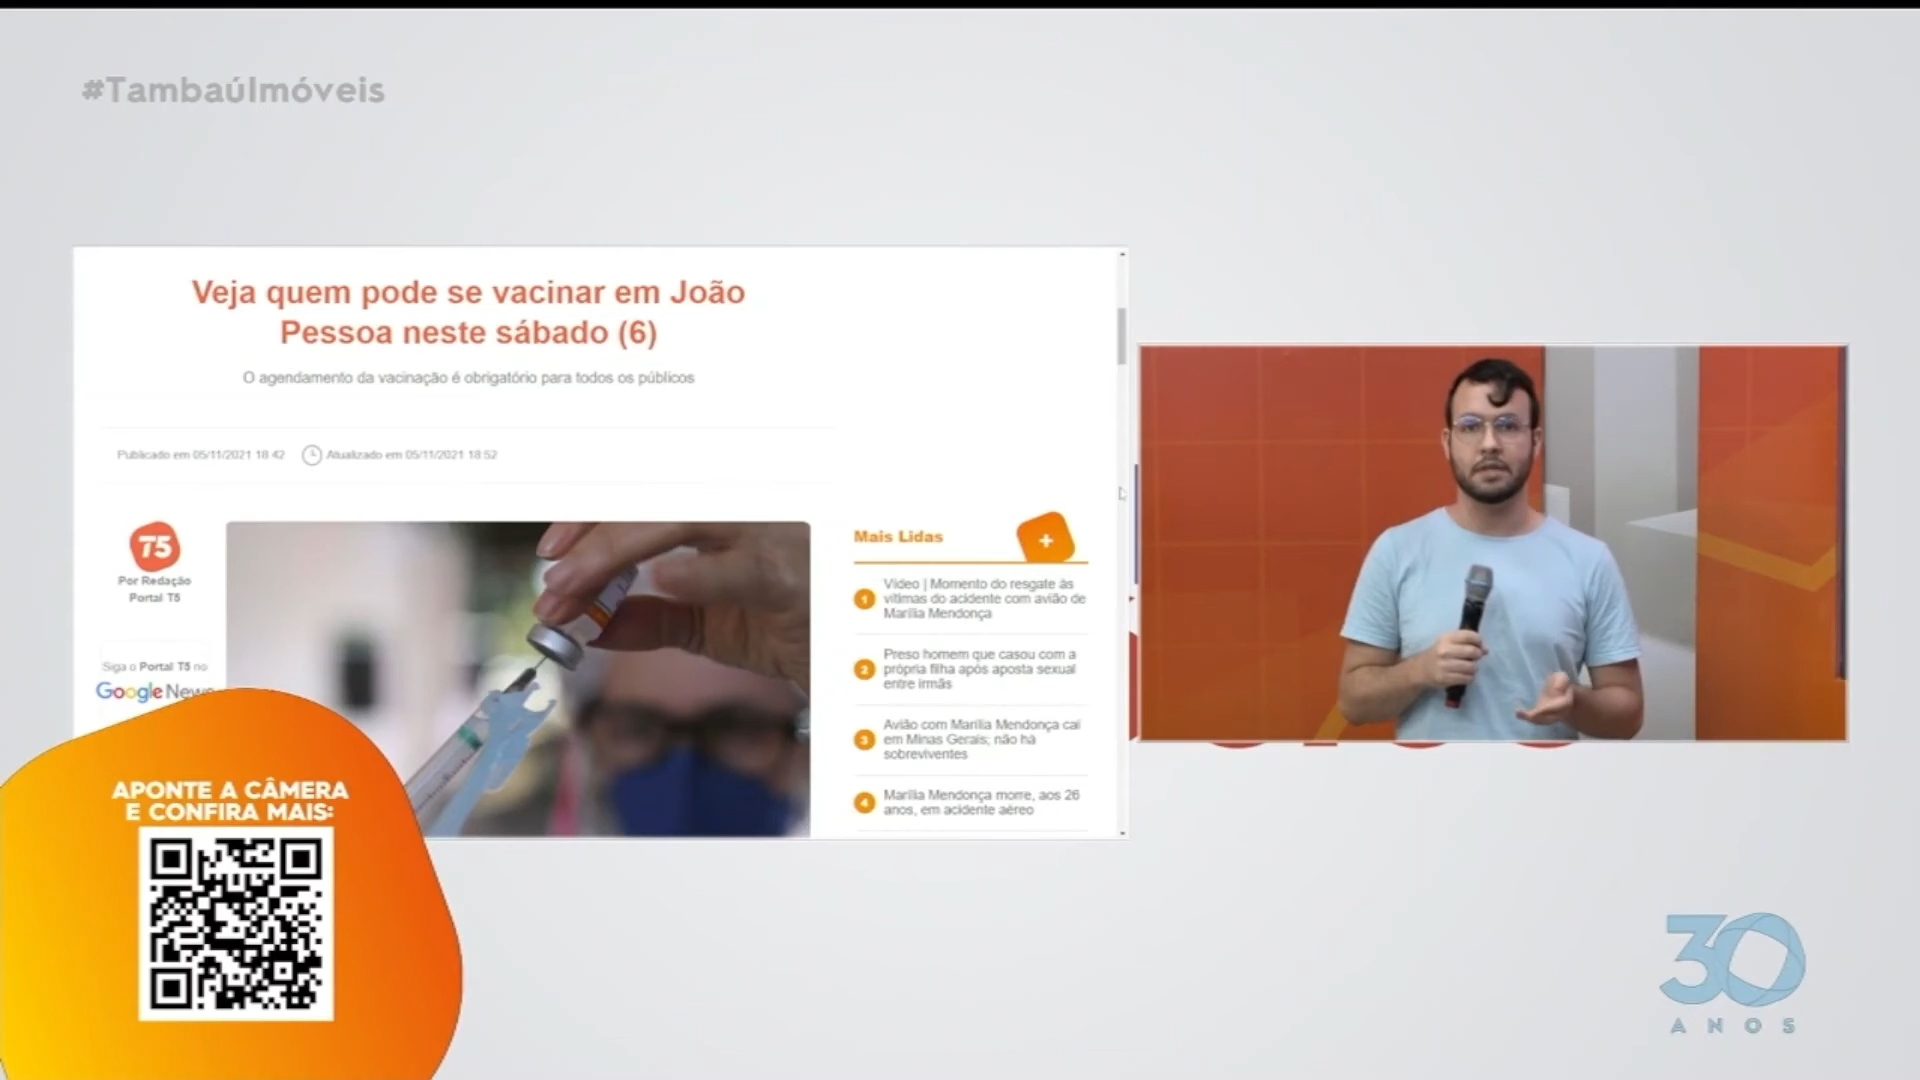 #TambaúImóveis
Veja quem pode se vacinar em João
Pessoa neste sábado (6)
O agendamento da vacinação é obrigatório para todos os públicos
Publicado em 05/11/2021 18:42
Atualizado em 05/11/2021 18:52
T5
Por Redação
Portal T5
Siga o Portal T5 no
Google News
Mais Lidas
+
1
Vídeo | Momento do resgate às
vítimas do acidente com avião de
Marília Mendonça
2
Preso homem que casou com a
própria filha após aposta sexual
entre irmãs
3
Avião com Marília Mendonça cai
em Minas Gerais; não há
sobreviventes
4
Marília Mendonça morre, aos 26
anos, em acidente aéreo
APONTE A CÂMERA
E CONFIRA MAIS:
30
ANOS